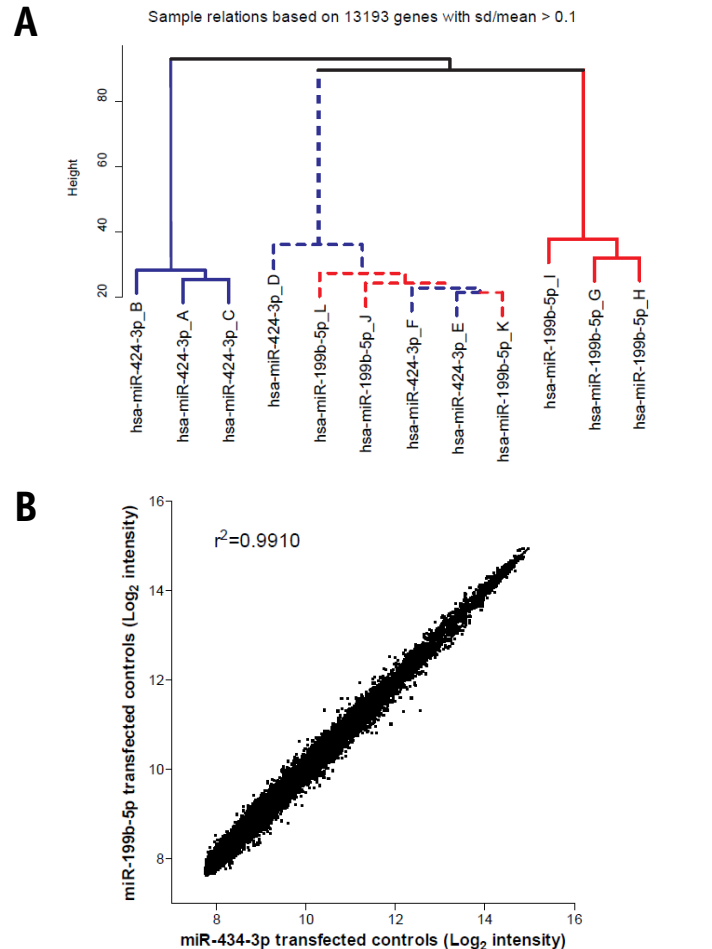 A
Sample relations based on 13193 genes with sd/mean > 0.1
Height
80
60
40
20
hsa-miR-424-3p_B
hsa-miR-424-3p_A
hsa-miR-424-3p_C
hsa-miR-424-3p_D
hsa-miR-199b-5p_L
hsa-miR-199b-5p_J
hsa-miR-424-3p_F
hsa-miR-424-3p_E
hsa-miR-199b-5p_K
hsa-miR-199b-5p_I
hsa-miR-199b-5p_G
hsa-miR-199b-5p_H
B
miR-199b-5p transfected controls (Log₂ intensity)
16
14
12
10
8
r²=0.9910
8 10 12 14 16
miR-434-3p transfected controls (Log₂ intensity)